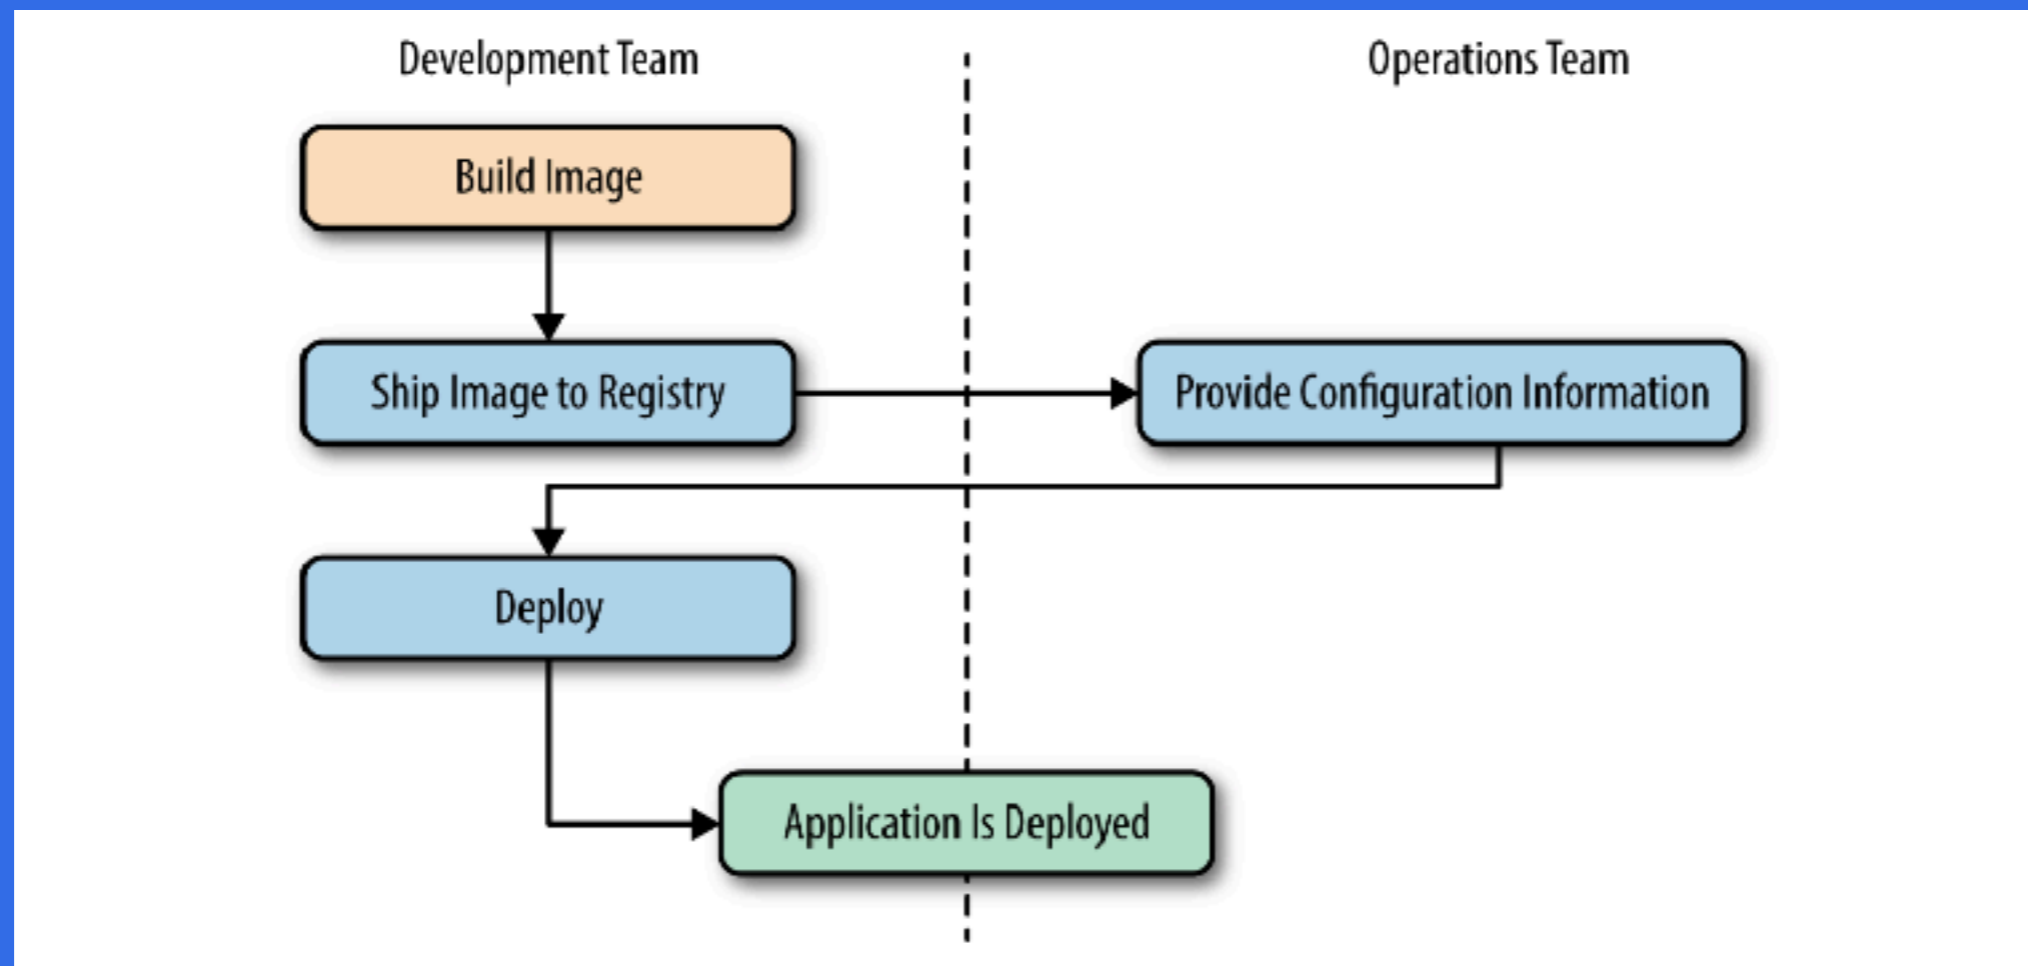 Development Team
Operations Team
Build Image
Ship Image to Registry
Provide Configuration Information
Deploy
Application Is Deployed